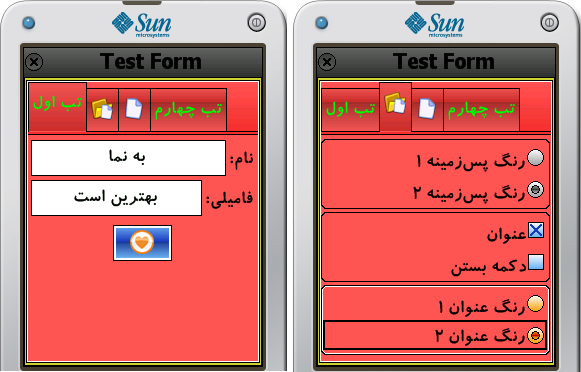 Sun
microsystems
Test Form
تب اول
تب چهارم
نام:
به نما
فامیلی:
بهترین است
Sun
microsystems
Test Form
تب اول
تب چهارم
رنگ پس‌زمینه ۱
رنگ پس‌زمینه ۲
عنوان
دکمه بستن
رنگ عنوان ۱
رنگ عنوان ۲